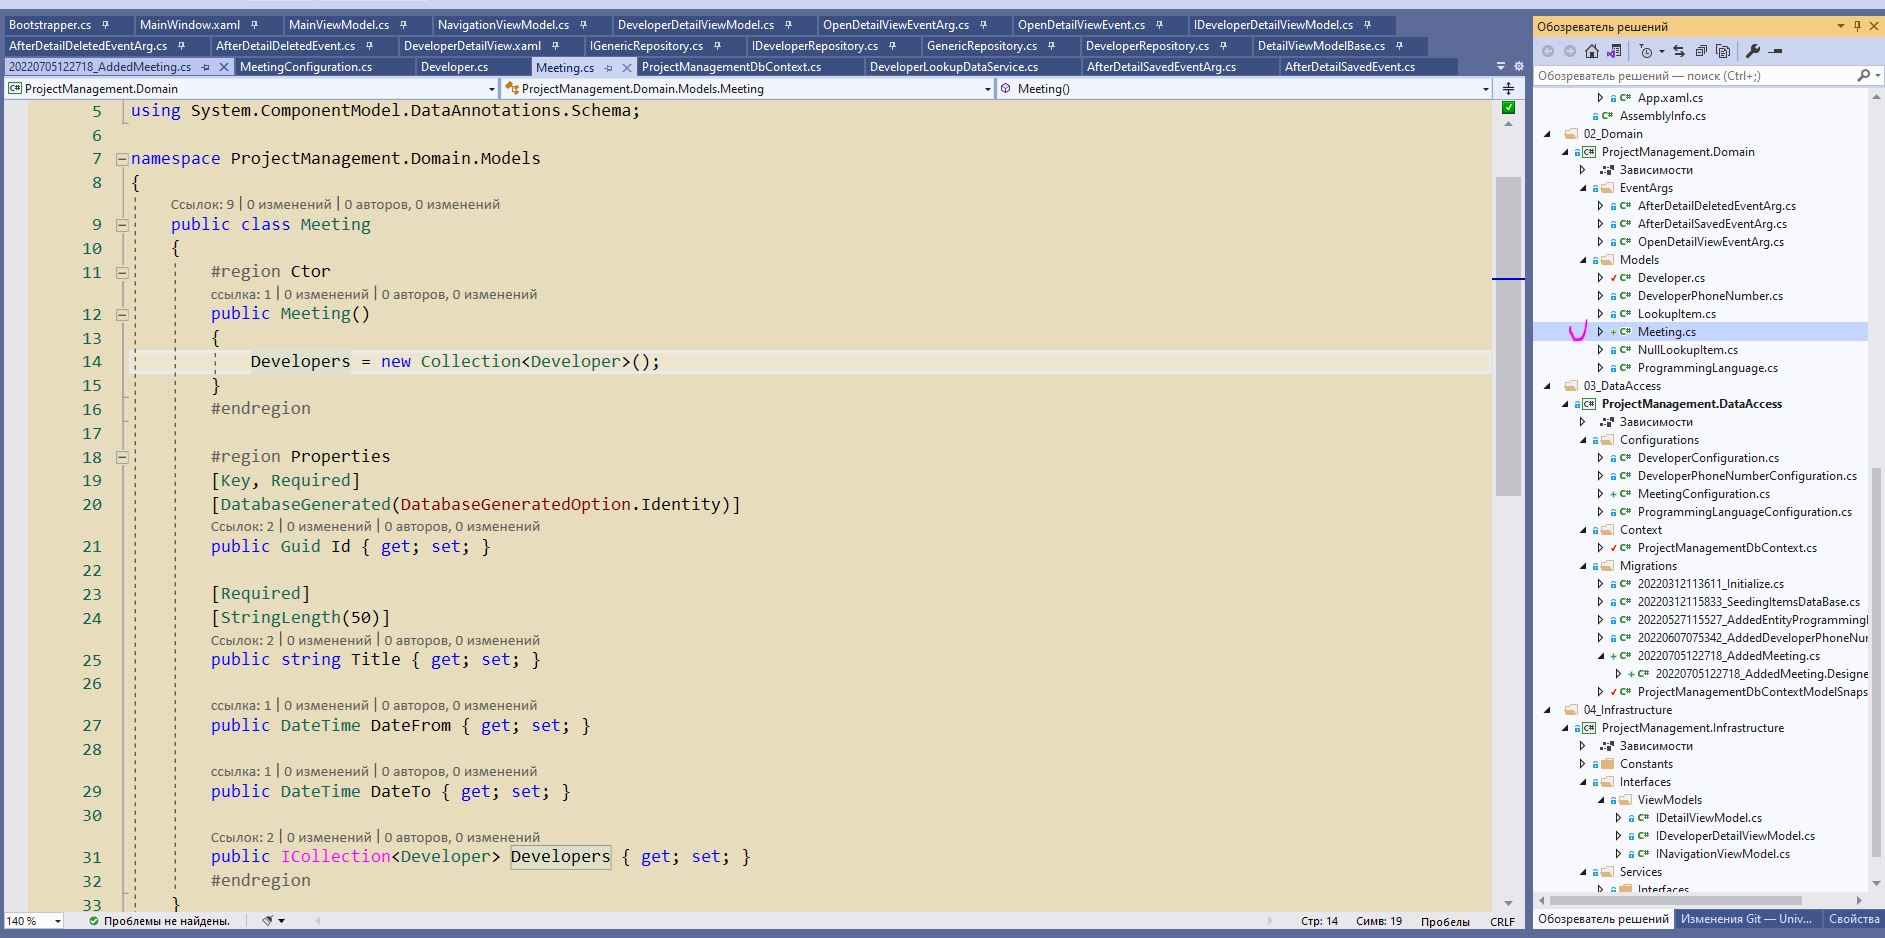 Bootstrapper.cs MainWindow.xaml MainViewModel.cs NavigationViewModel.cs DeveloperDetailViewModel.cs OpenDetailViewEventArg.cs OpenDetailViewEvent.cs IDeveloperDetailViewModel.cs
AfterDetailDeletedEventArg.cs AfterDetailDeletedEvent.cs DeveloperDetailView.xaml IGenericRepository.cs IDeveloperRepository.cs GenericRepository.cs DeveloperRepository.cs DetailViewModelBase.cs
20220705122718_AddedMeeting.cs MeetingConfiguration.cs Developer.cs Meeting.cs ProjectManagementDbContext.cs DeveloperLookupDataService.cs AfterDetailSavedEventArg.cs AfterDetailSavedEvent.cs
ProjectManagement.Domain ProjectManagement.Domain.Models.Meeting Meeting()
5 using System.ComponentModel.DataAnnotations.Schema;
6
7 namespace ProjectManagement.Domain.Models
8 {
Ссылок: 9 | 0 изменений | 0 авторов, 0 изменений
9 public class Meeting
10 {
11 #region Ctor
ссылка: 1 | 0 изменений | 0 авторов, 0 изменений
12 public Meeting()
13 {
14 Developers = new Collection<Developer>();
15 }
16 #endregion
17
18 #region Properties
19 [Key, Required]
20 [DatabaseGenerated(DatabaseGeneratedOption.Identity)]
Ссылок: 2 | 0 изменений | 0 авторов, 0 изменений
21 public Guid Id { get; set; }
22
23 [Required]
24 [StringLength(50)]
Ссылок: 2 | 0 изменений | 0 авторов, 0 изменений
25 public string Title { get; set; }
26
ссылка: 1 | 0 изменений | 0 авторов, 0 изменений
27 public DateTime DateFrom { get; set; }
28
ссылка: 1 | 0 изменений | 0 авторов, 0 изменений
29 public DateTime DateTo { get; set; }
30
Ссылок: 2 | 0 изменений | 0 авторов, 0 изменений
31 public ICollection<Developer> Developers { get; set; }
32 #endregion
33 }
140 % Проблемы не найдены. Стр: 14 Симв: 19 Пробелы CRLF
Обозреватель решений
Обозреватель решений — поиск (Ctrl+;)
App.xaml.cs
AssemblyInfo.cs
02_Domain
ProjectManagement.Domain
Зависимости
EventArgs
AfterDetailDeletedEventArg.cs
AfterDetailSavedEventArg.cs
OpenDetailViewEventArg.cs
Models
Developer.cs
DeveloperPhoneNumber.cs
LookupItem.cs
Meeting.cs
NullLookupItem.cs
ProgrammingLanguage.cs
03_DataAccess
ProjectManagement.DataAccess
Зависимости
Configurations
DeveloperConfiguration.cs
DeveloperPhoneNumberConfiguration.cs
MeetingConfiguration.cs
ProgrammingLanguageConfiguration.cs
Context
ProjectManagementDbContext.cs
Migrations
20220312113611_Initialize.cs
20220312115833_SeedingItemsDataBase.cs
20220527115527_AddedEntityProgrammingl
20220607075342_AddedDeveloperPhoneNur
20220705122718_AddedMeeting.cs
20220705122718_AddedMeeting.Designe
ProjectManagementDbContextModelSnaps
04_Infrastructure
ProjectManagement.Infrastructure
Зависимости
Constants
Interfaces
ViewModels
IDetailViewModel.cs
IDeveloperDetailViewModel.cs
INavigationViewModel.cs
Services
Interfaces
Обозреватель решений Изменения Git — Univ... Свойства